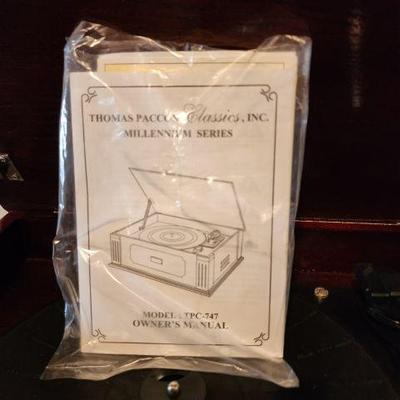 THOMAS PACCONI Classics, INC.
MILLENNIUM SERIES
MODEL : TPC-747
OWNER'S MANUAL